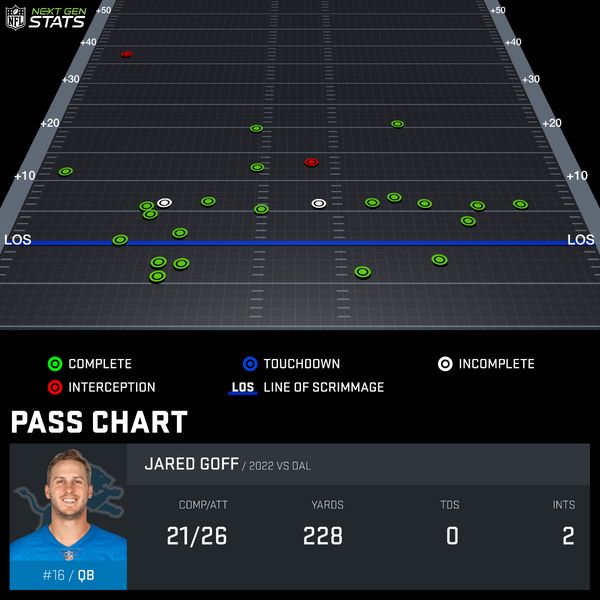 NFL NEXT GEN STATS
+50 +50
+40 +40
+30 +30
+20 +20
+10 +10
LOS LOS
COMPLETE TOUCHDOWN INCOMPLETE
INTERCEPTION LOS LINE OF SCRIMMAGE
PASS CHART
JARED GOFF / 2022 VS DAL
COMP/ATT YARDS TDS INTS
21/26 228 0 2
#16 / QB